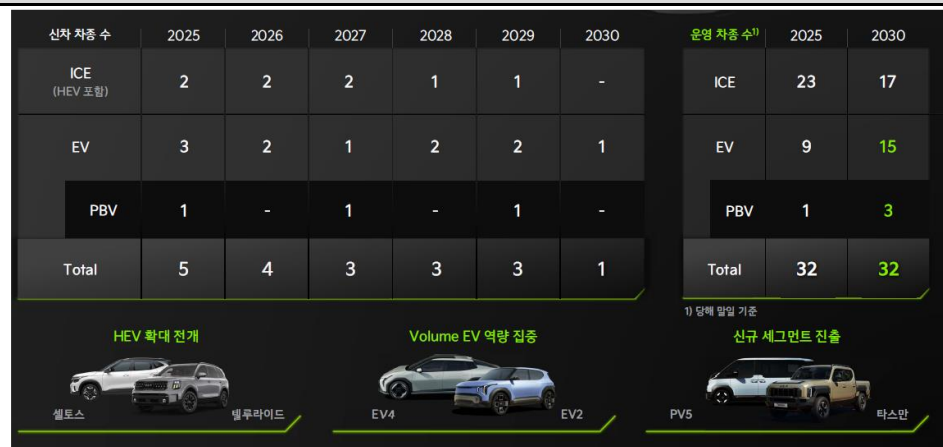 신차 차종 수 2025 2026 2027 2028 2029 2030
ICE 2 2 2 1 1 -
(HEV 포함)
EV 3 2 1 2 2 1
PBV 1 - 1 - 1 -
Total 5 4 3 3 3 1
운영 차종 수1) 2025 2030
ICE 23 17
EV 9 15
PBV 1 3
Total 32 32
1) 당해 말일 기준
HEV 확대 전개
셀토스 텔루라이드
Volume EV 역량 집중
EV4 EV2
신규 세그먼트 진출
PV5 타스만